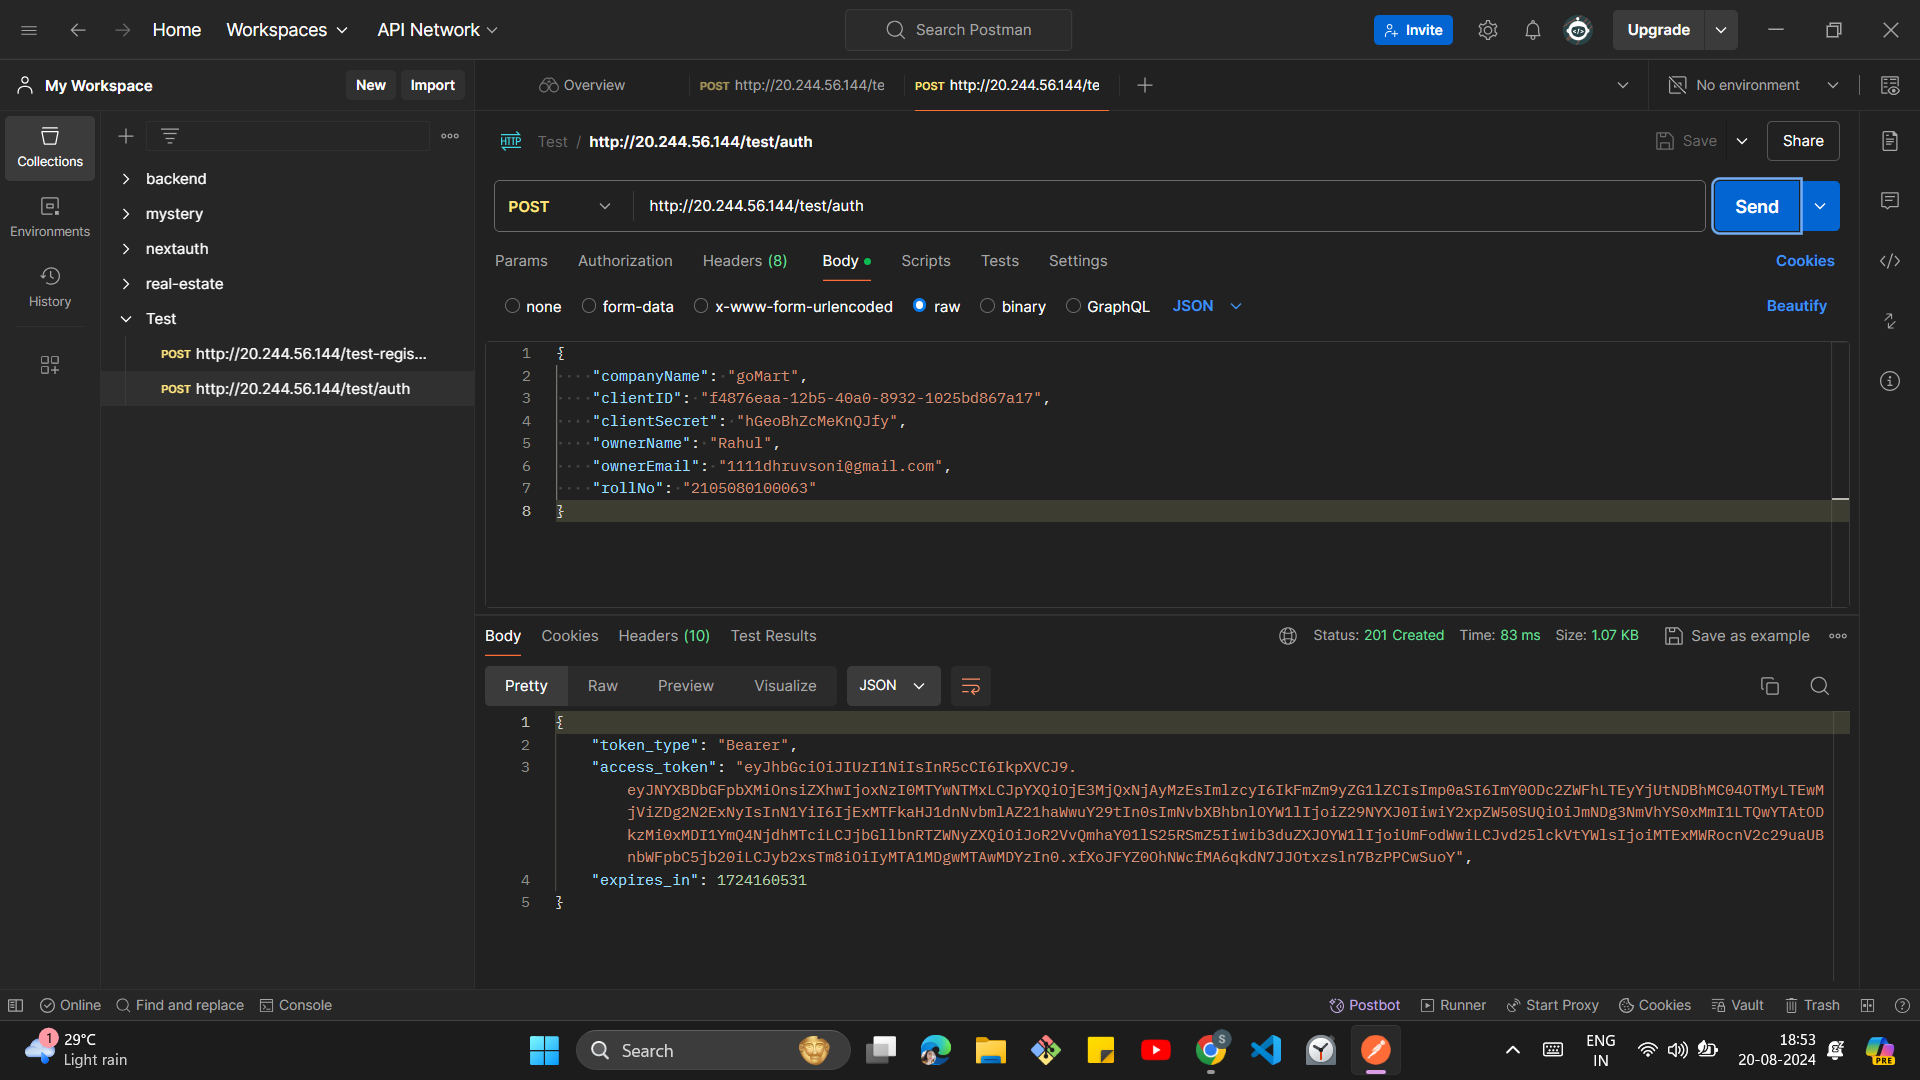 Home
Workspaces
API Network
Search Postman
Invite
Upgrade
My Workspace
New
Import
Overview
POST http://20.244.56.144/te
POST http://20.244.56.144/te
No environment
Collections
Environments
History
backend
mystery
nextauth
real-estate
Test
POST http://20.244.56.144/test-regis...
POST http://20.244.56.144/test/auth
HTTP
Test / http://20.244.56.144/test/auth
Save
Share
POST
http://20.244.56.144/test/auth
Send
Params
Authorization
Headers (8)
Body
Scripts
Tests
Settings
Cookies
none
form-data
x-www-form-urlencoded
raw
binary
GraphQL
JSON
Beautify
1 {
2 "companyName": "goMart",
3 "clientID": "f4876eaa-12b5-40a0-8932-1025bd867a17",
4 "clientSecret": "hGeoBhZcMeKnQJfy",
5 "ownerName": "Rahul",
6 "ownerEmail": "1111dhruvsoni@gmail.com",
7 "rollNo": "2105080100063"
8 }
Body
Cookies
Headers (10)
Test Results
Status: 201 Created
Time: 83 ms
Size: 1.07 KB
Save as example
Pretty
Raw
Preview
Visualize
JSON
1 {
2 "token_type": "Bearer",
3 "access_token": "eyJhbGciOiJIUzI1NiIsInR5cCI6IkpXVCJ9.
eyJNYXBDbGFpbXMiOnsiZXhwIjoxNzI0MTYwNTMxLCJpYXQiOjE3MjQxNjAyMzEsImlzcyI6IkFmZm9yZG1lZCIsImp0aSI6ImY0ODc2ZWFhLTEyYjUtNDBhMC04OTMyLTEwM
jViZDg2N2ExNyIsInN1YiI6IjExMTFkaHJ1dnNvbmlAZ21haWwuY29tIn0sImNvbXBhbnlOYW1lIjoiZ29NYXJ0IiwiY2xpZW50SUQiOiJmNDg3NmVhYS0xMmI1LTQwYTAtOD
kzMi0xMDI1YmQ4NjdhMTciLCJjbGllbnRTZWNyZXQiOiJoR2VvQmhaY01lS25RSmZ5Iiwib3duZXJOYW1lIjoiUmFodWwiLCJvd25lckVtYWlsIjoiMTExMWRocnV2c29uaUB
nbWFpbC5jb20iLCJyb2xsTm8iOiIyMTA1MDgwMTAwMDYzIn0.xfXoJFYZ0OhNWcfMA6qkdN7JJOtxzsln7BzPPCwSuoY",
4 "expires_in": 1724160531
5 }
Online
Find and replace
Console
Postbot
Runner
Start Proxy
Cookies
Vault
Trash
1
29°C
Light rain
Search
S
ENG
IN
18:53
20-08-2024
PRE